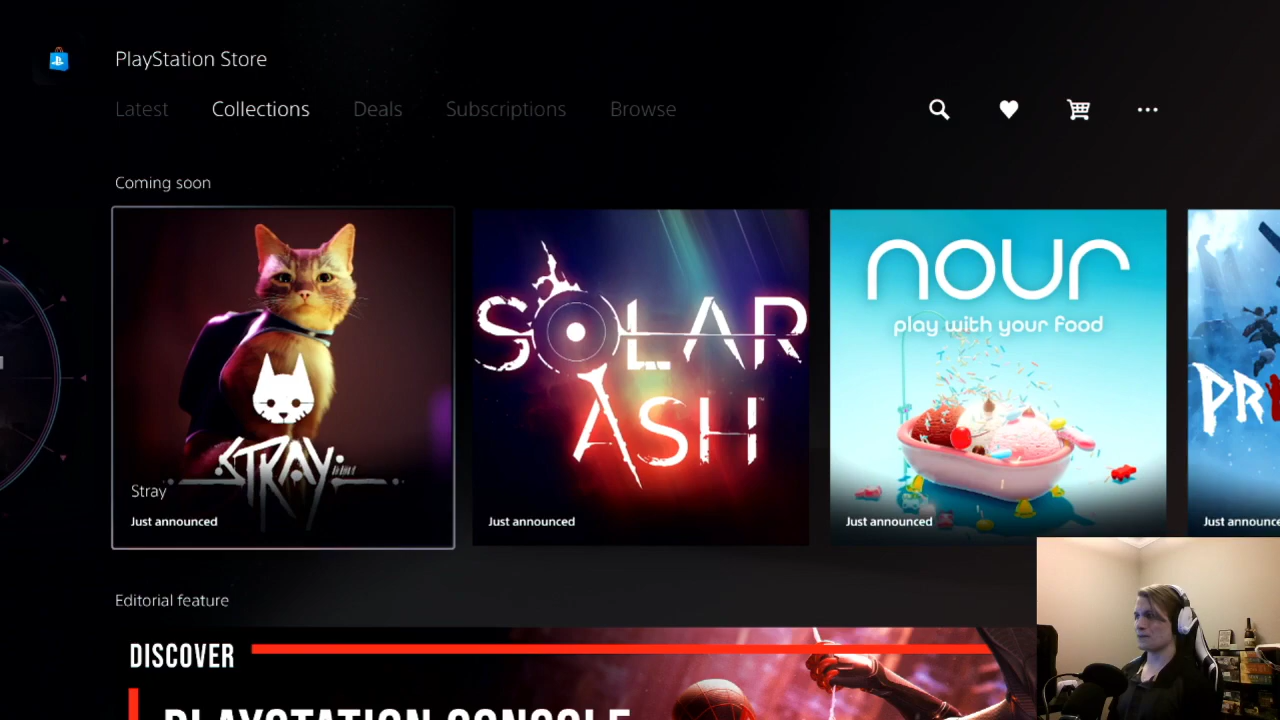 PlayStation Store
Latest Collections Deals Subscriptions Browse
Coming soon
STRAY
Stray
Just announced
SOLAR
ASH
Just announced
nour
play with your food
Just announced
PR
Just announce
Editorial feature
DISCOVER
PLAYSTATION CONSOLE